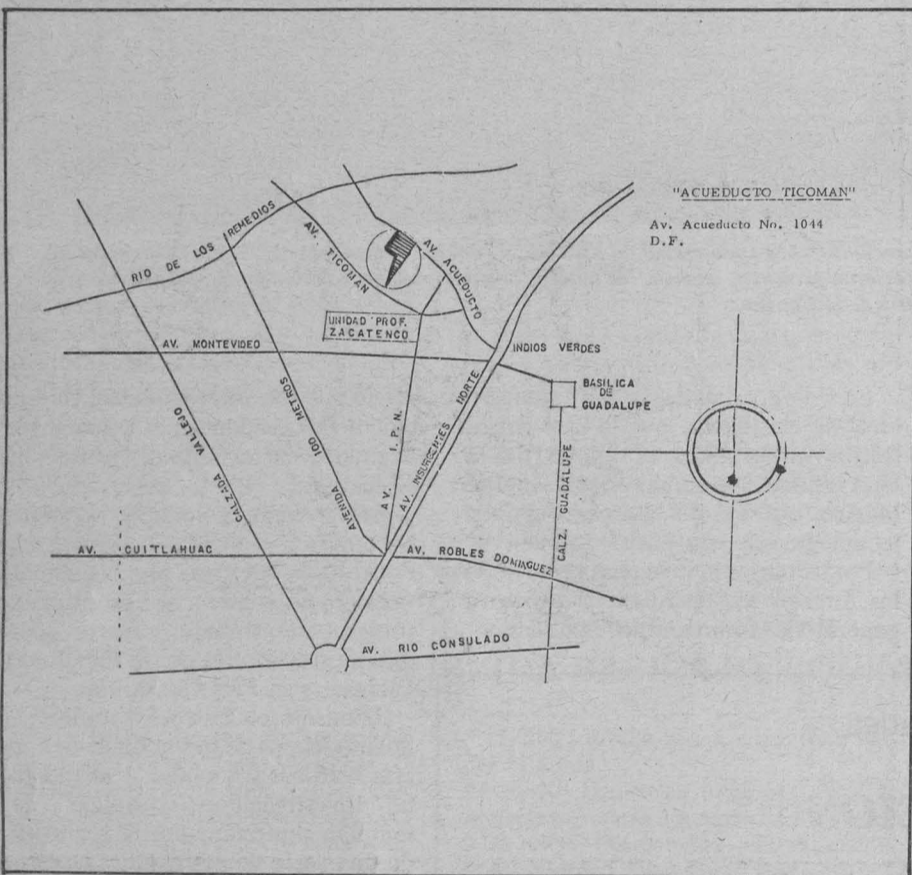 "ACUEDUCTO TICOMAN"
Av. Acueducto No. 1044
D.F.
RIO DE LOS REMEDIOS
AV. TICOMAN
AV. ACUEDUCTO
UNIDAD PROF.
ZACATENCO
AV. MONTEVIDEO
INDIOS VERDES
BASILICA
DE
GUADALUPE
CALZADA VALLEJO
AVENIDA 100 METROS
AV. I.P.N.
AV. INSURGENTES NORTE
CALZ. GUADALUPE
AV. CUITLAHUAC
AV. ROBLES DOMINGUEZ
AV. RIO CONSULADO